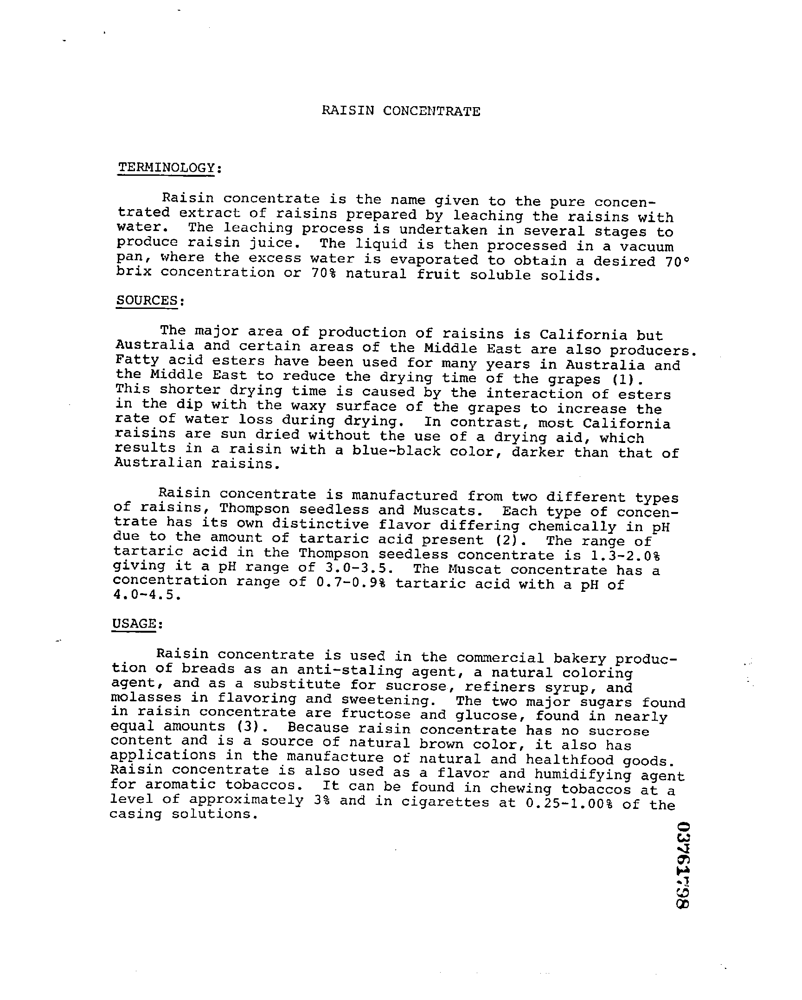 RAISIN CONCENTRATE
TERMINOLOGY:
Raisin concentrate is the name given to the pure concen-
trated extract of raisins prepared by leaching the raisins with
water. The leaching process is undertaken in several stages to
produce raisin juice. The liquid is then processed in a vacuum
pan, where the excess water is evaporated to obtain a desired 70°
brix concentration or 70% natural fruit soluble solids.
SOURCES:
The major area of production of raisins is California but
Australia and certain areas of the Middle East are also producers.
Fatty acid esters have been used for many years in Australia and
the Middle East to reduce the drying time of the grapes (1).
This shorter drying time is caused by the interaction of esters
in the dip with the waxy surface of the grapes to increase the
rate of water loss during drying. In contrast, most California
raisins are sun dried without the use of a drying aid, which
results in a raisin with a blue-black color, darker than that of
Australian raisins.
Raisin concentrate is manufactured from two different types
of raisins, Thompson seedless and Muscats. Each type of concen-
trate has its own distinctive flavor differing chemically in pH
due to the amount of tartaric acid present (2). The range of
tartaric acid in the Thompson seedless concentrate is 1.3-2.0%
giving it a pH range of 3.0-3.5. The Muscat concentrate has a
concentration range of 0.7-0.9% tartaric acid with a pH of
4.0-4.5.
USAGE:
Raisin concentrate is used in the commercial bakery produc-
tion of breads as an anti-staling agent, a natural coloring
agent, and as a substitute for sucrose, refiners syrup, and
molasses in flavoring and sweetening. The two major sugars found
in raisin concentrate are fructose and glucose, found in nearly
equal amounts (3). Because raisin concentrate has no sucrose
content and is a source of natural brown color, it also has
applications in the manufacture of natural and healthfood goods.
Raisin concentrate is also used as a flavor and humidifying agent
for aromatic tobaccos. It can be found in chewing tobaccos at a
level of approximately 3% and in cigarettes at 0.25-1.00% of the
casing solutions.
03761798